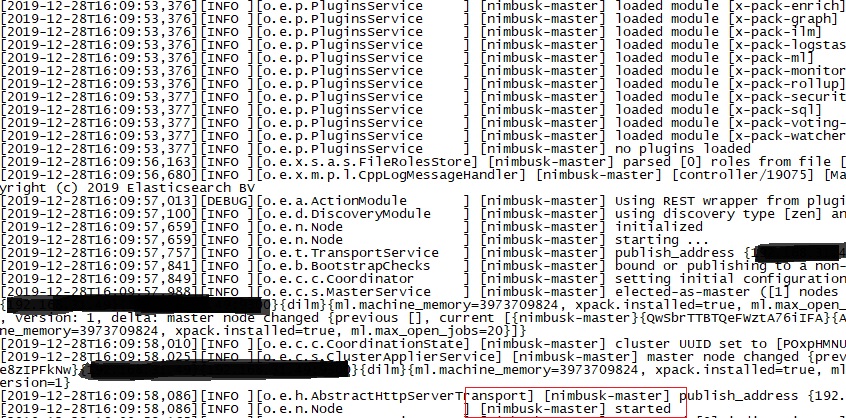 [2019-12-28T16:09:53,376][INFO ][o.e.p.PluginsService     ] [nimbusk-master] loaded module [x-pack-enrich]
[2019-12-28T16:09:53,376][INFO ][o.e.p.PluginsService     ] [nimbusk-master] loaded module [x-pack-graph]
[2019-12-28T16:09:53,376][INFO ][o.e.p.PluginsService     ] [nimbusk-master] loaded module [x-pack-ilm]
[2019-12-28T16:09:53,376][INFO ][o.e.p.PluginsService     ] [nimbusk-master] loaded module [x-pack-logstas
[2019-12-28T16:09:53,376][INFO ][o.e.p.PluginsService     ] [nimbusk-master] loaded module [x-pack-ml]
[2019-12-28T16:09:53,376][INFO ][o.e.p.PluginsService     ] [nimbusk-master] loaded module [x-pack-monitor
[2019-12-28T16:09:53,376][INFO ][o.e.p.PluginsService     ] [nimbusk-master] loaded module [x-pack-rollup]
[2019-12-28T16:09:53,377][INFO ][o.e.p.PluginsService     ] [nimbusk-master] loaded module [x-pack-securit
[2019-12-28T16:09:53,377][INFO ][o.e.p.PluginsService     ] [nimbusk-master] loaded module [x-pack-sql]
[2019-12-28T16:09:53,377][INFO ][o.e.p.PluginsService     ] [nimbusk-master] loaded module [x-pack-voting-
[2019-12-28T16:09:53,377][INFO ][o.e.p.PluginsService     ] [nimbusk-master] loaded module [x-pack-watcher
[2019-12-28T16:09:53,377][INFO ][o.e.p.PluginsService     ] [nimbusk-master] no plugins loaded
[2019-12-28T16:09:56,163][INFO ][o.e.x.s.a.s.FileRolesStore] [nimbusk-master] parsed [0] roles from file [
[2019-12-28T16:09:56,680][INFO ][o.e.x.m.p.l.CppLogMessageHandler] [nimbusk-master] [controller/19075] [Ma
yright (c) 2019 Elasticsearch BV
[2019-12-28T16:09:57,013][DEBUG][o.e.a.ActionModule       ] [nimbusk-master] Using REST wrapper from plugi
[2019-12-28T16:09:57,100][INFO ][o.e.d.DiscoveryModule    ] [nimbusk-master] using discovery type [zen] an
[2019-12-28T16:09:57,659][INFO ][o.e.n.Node               ] [nimbusk-master] initialized
[2019-12-28T16:09:57,659][INFO ][o.e.n.Node               ] [nimbusk-master] starting ...
[2019-12-28T16:09:57,757][INFO ][o.e.t.TransportService   ] [nimbusk-master] publish_address {1
[2019-12-28T16:09:57,841][INFO ][o.e.b.BootstrapChecks    ] [nimbusk-master] bound or publishing to a non-
[2019-12-28T16:09:57,849][INFO ][o.e.c.c.Coordinator      ] [nimbusk-master] setting initial configuration
[2019-12-28T16:09:57,988][INFO ][o.e.c.s.MasterService    ] [nimbusk-master] elected-as-master ([1] nodes
}{dilm}{ml.machine_memory=3973709824, xpack.installed=true, ml.max_open_
, version: 1, delta: master node changed {previous [], current [{nimbusk-master}{QwSbrTTBTQeFWztA76iIFA}{A
ne_memory=3973709824, xpack.installed=true, ml.max_open_jobs=20}]}
[2019-12-28T16:09:58,010][INFO ][o.e.c.c.CoordinationState] [nimbusk-master] cluster UUID set to [POxpHMNU
[2019-12-28T16:09:58,025][INFO ][o.e.c.s.ClusterApplierService] [nimbusk-master] master node changed {prev
e8zIPFkNw}{ }{dilm}{ml.machine_memory=3973709824, xpack.installed=true, ml
ersion=1}
[2019-12-28T16:09:58,086][INFO ][o.e.h.AbstractHttpServerTransport] [nimbusk-master] publish_address {192.
[2019-12-28T16:09:58,086][INFO ][o.e.n.Node               ] [nimbusk-master] started